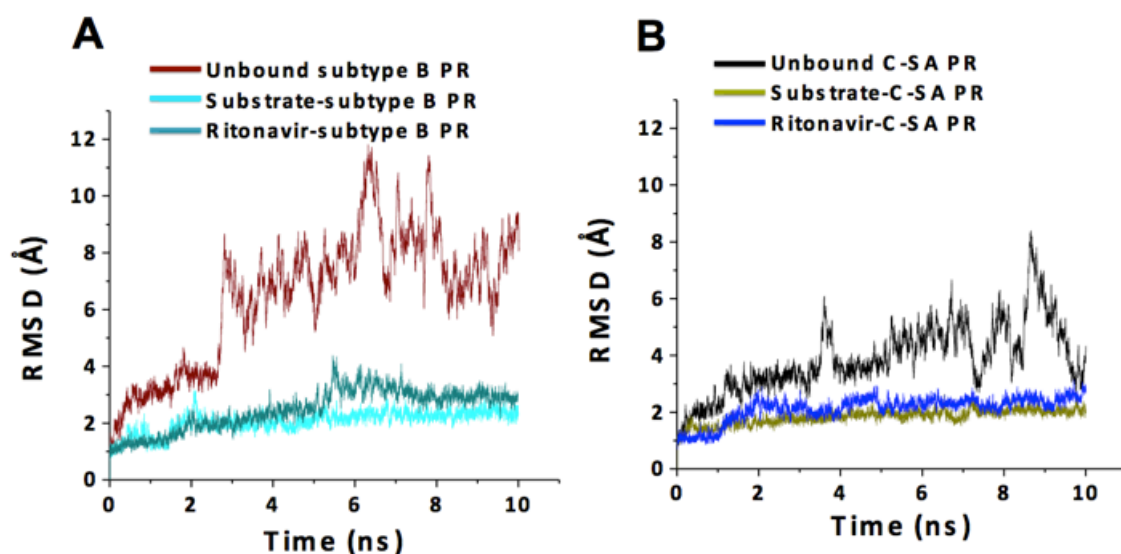 A
Unbound subtype B PR
Substrate-subtype B PR
Ritonavir-subtype B PR
12
10
8
6
4
2
0
RMSD (Å)
0 2 4 6 8 10
Time (ns)
B
Unbound C-SA PR
Substrate-C-SA PR
Ritonavir-C-SA PR
12
10
8
6
4
2
0
RMSD (Å)
0 2 4 6 8 10
Time (ns)